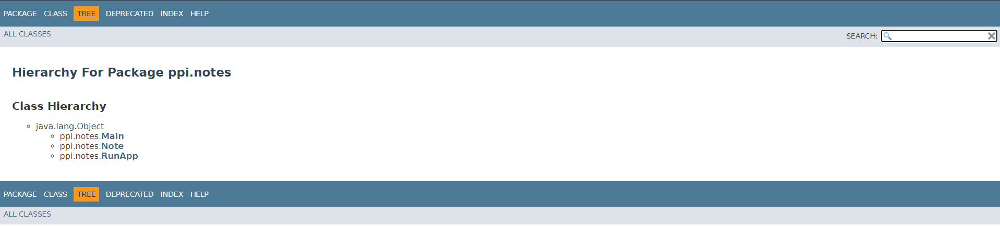 PACKAGE CLASS TREE DEPRECATED INDEX HELP
ALL CLASSES
SEARCH:
Hierarchy For Package ppi.notes
Class Hierarchy
java.lang.Object
ppi.notes.Main
ppi.notes.Note
ppi.notes.RunApp
PACKAGE CLASS TREE DEPRECATED INDEX HELP
ALL CLASSES